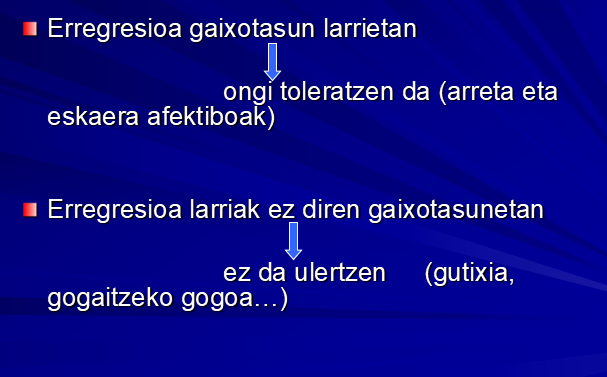 Erregresioa gaixotasun larrietan
ongi toleratzen da (arreta eta
eskaera afektiboak)
Erregresioa larriak ez diren gaixotasunetan
ez da ulertzen (gutixia,
gogaitzeko gogoa…)